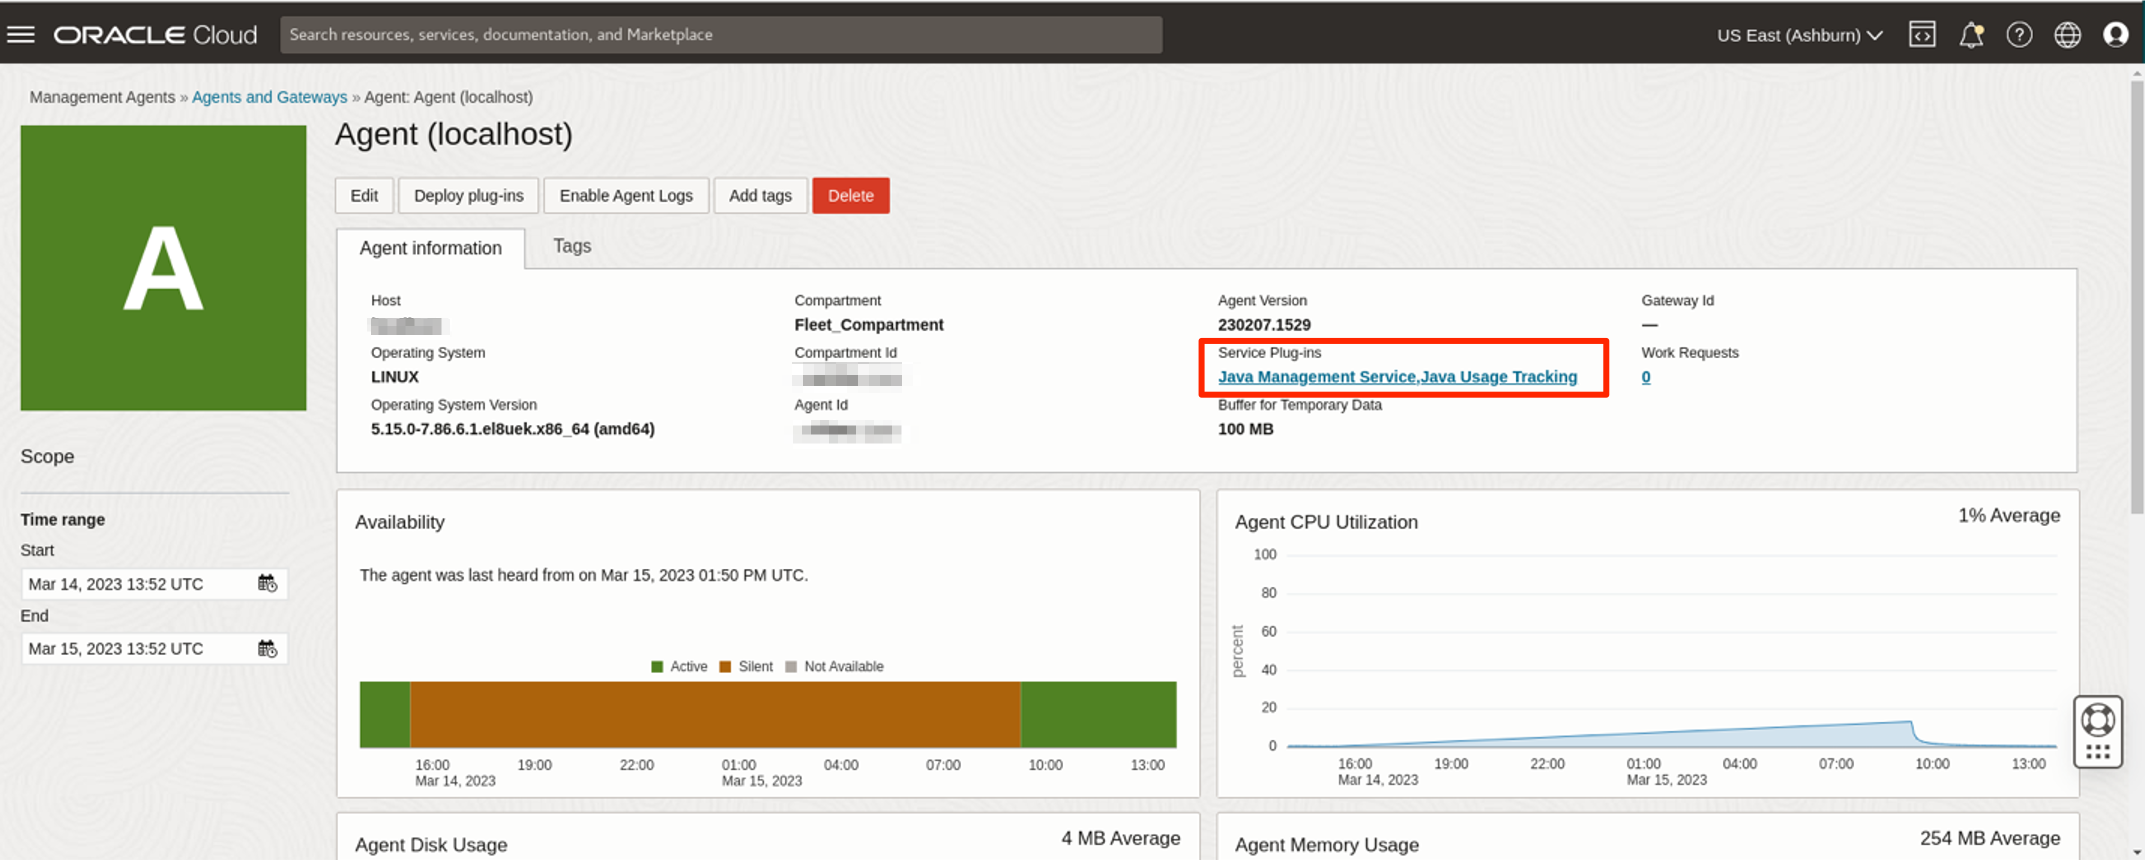 ORACLE Cloud
Search resources, services, documentation, and Marketplace
US East (Ashburn)
Management Agents » Agents and Gateways » Agent: Agent (localhost)
A
Agent (localhost)
Edit
Deploy plug-ins
Enable Agent Logs
Add tags
Delete
Agent information
Tags
Host
Operating System
LINUX
Operating System Version
5.15.0-7.86.6.1.el8uek.x86_64 (amd64)
Compartment
Fleet_Compartment
Compartment Id
Agent Id
Agent Version
230207.1529
Service Plug-ins
Java Management Service,Java Usage Tracking
Buffer for Temporary Data
100 MB
Gateway Id
—
Work Requests
0
Scope
Time range
Start
Mar 14, 2023 13:52 UTC
End
Mar 15, 2023 13:52 UTC
Availability
The agent was last heard from on Mar 15, 2023 01:50 PM UTC.
Active Silent Not Available
16:00 19:00 22:00 01:00 04:00 07:00 10:00 13:00
Mar 14, 2023 Mar 15, 2023
Agent CPU Utilization
1% Average
100
80
60
40
20
0
percent
16:00 19:00 22:00 01:00 04:00 07:00 10:00 13:00
Mar 14, 2023 Mar 15, 2023
Agent Disk Usage
4 MB Average
Agent Memory Usage
254 MB Average